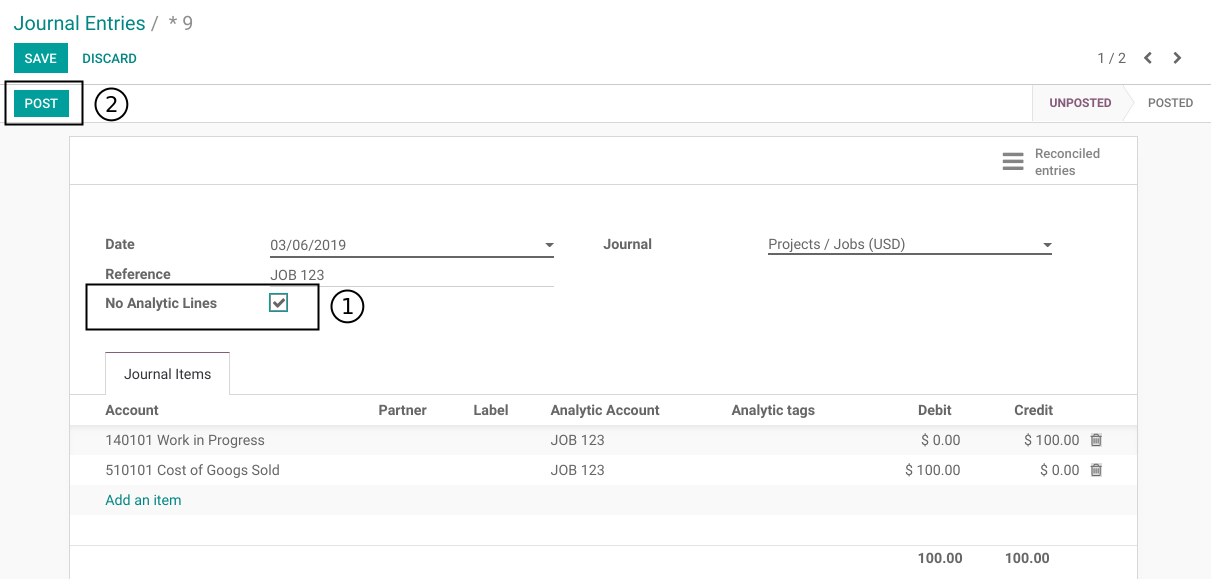 Journal Entries / * 9
SAVE DISCARD 1 / 2
POST 2 UNPOSTED POSTED
Reconciled
entries
Date 03/06/2019 Journal Projects / Jobs (USD)
Reference JOB 123
No Analytic Lines 1
Journal Items
Account Partner Label Analytic Account Analytic tags Debit Credit
140101 Work in Progress JOB 123 $ 0.00 $ 100.00
510101 Cost of Googs Sold JOB 123 $ 100.00 $ 0.00
Add an item
100.00 100.00